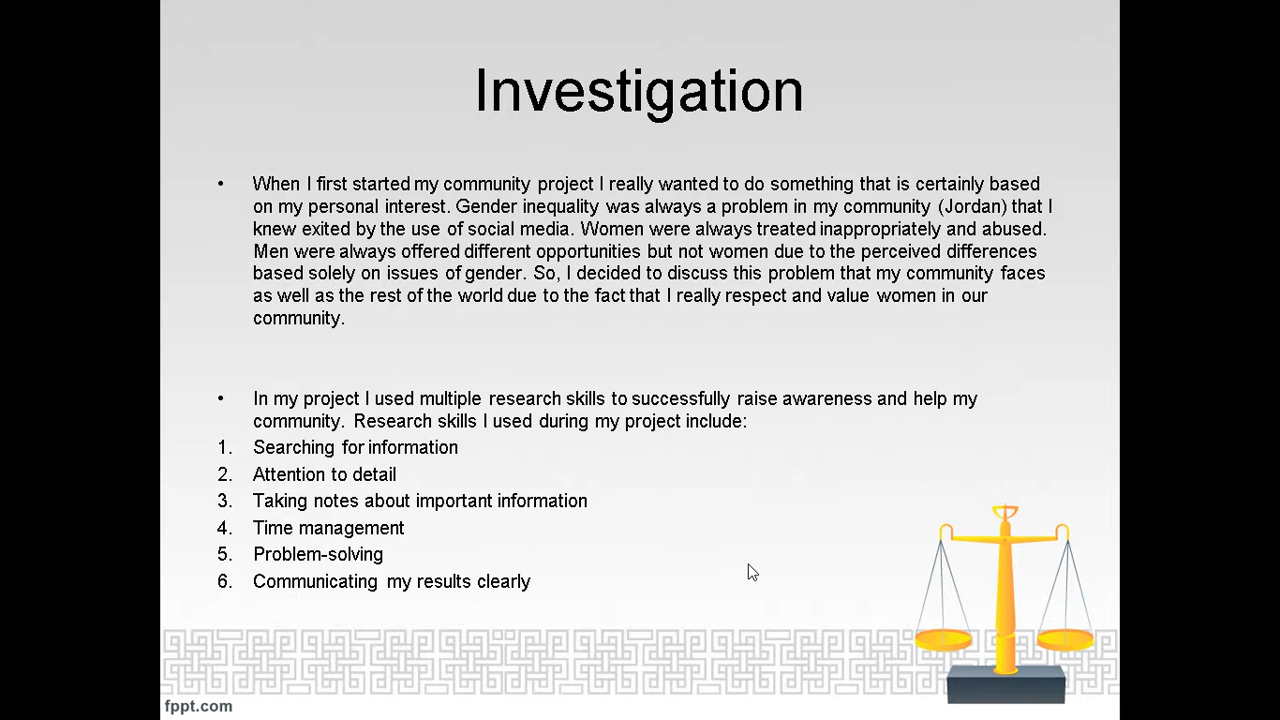 Investigation
• When I first started my community project I really wanted to do something that is certainly based
on my personal interest. Gender inequality was always a problem in my community (Jordan) that I
knew exited by the use of social media. Women were always treated inappropriately and abused.
Men were always offered different opportunities but not women due to the perceived differences
based solely on issues of gender. So, I decided to discuss this problem that my community faces
as well as the rest of the world due to the fact that I really respect and value women in our
community.
• In my project I used multiple research skills to successfully raise awareness and help my
community. Research skills I used during my project include:
1. Searching for information
2. Attention to detail
3. Taking notes about important information
4. Time management
5. Problem-solving
6. Communicating my results clearly
fppt.com